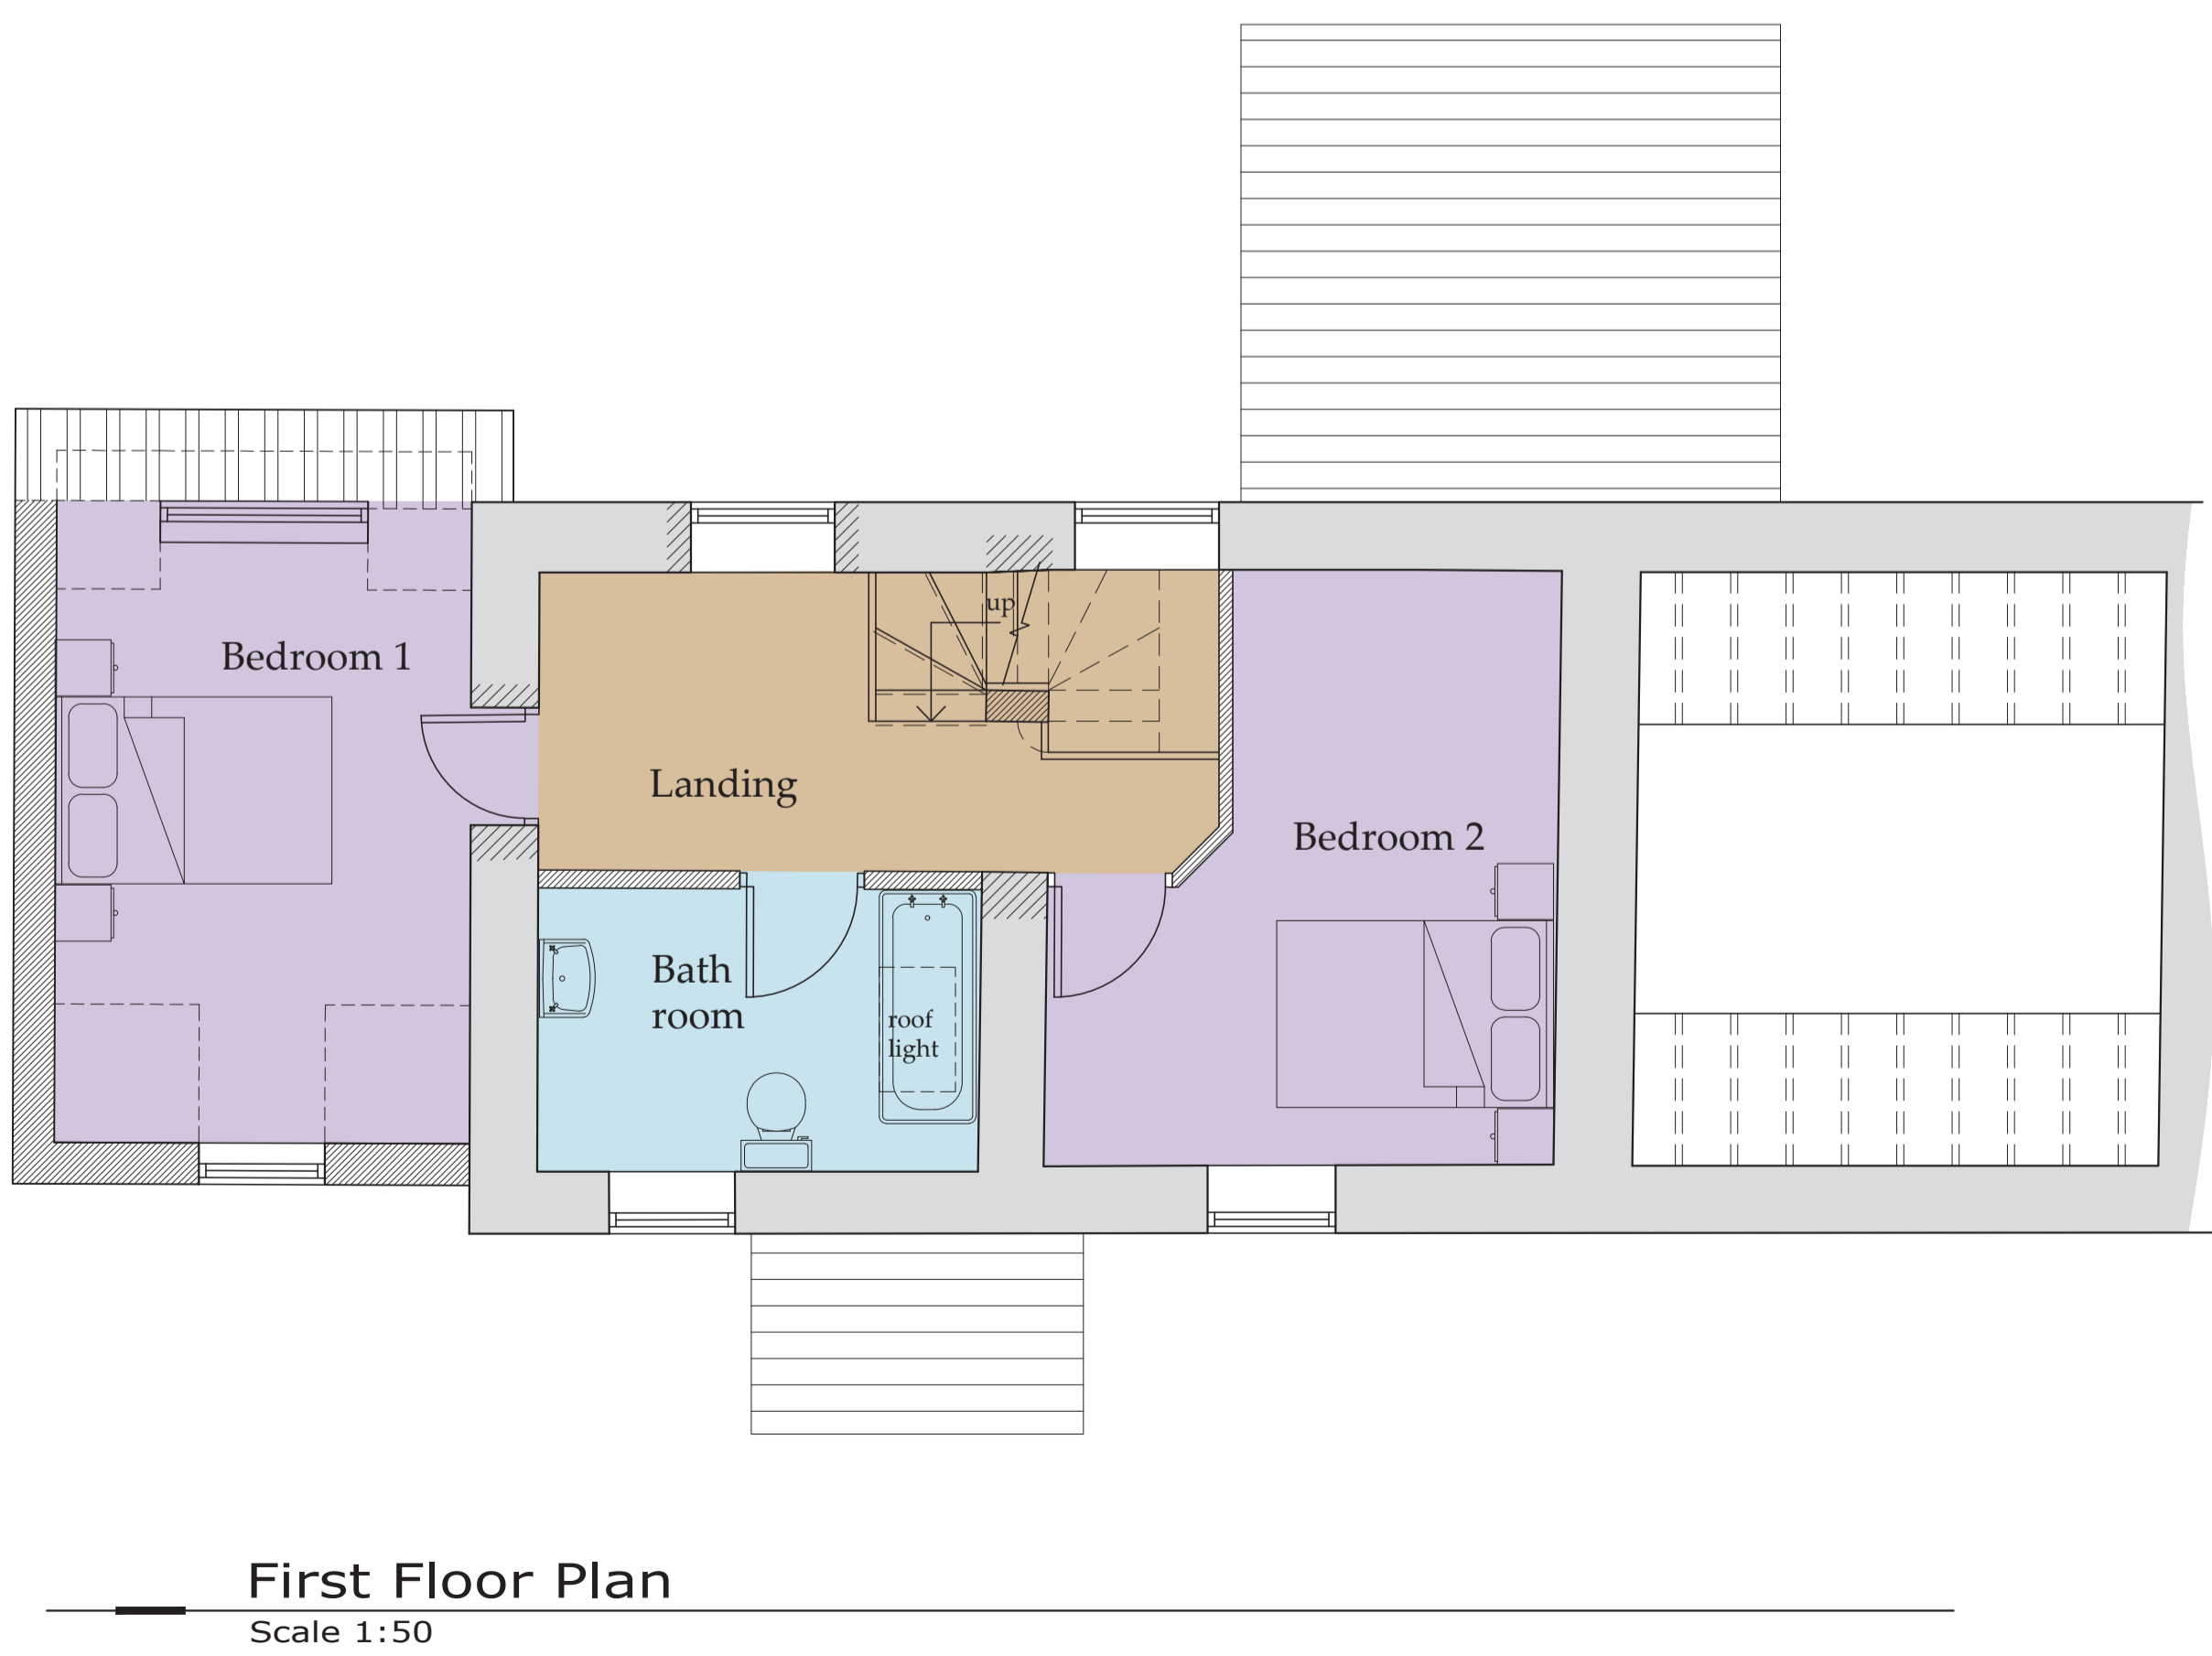 up
Bedroom 1
Landing
Bedroom 2
Bath
room
roof
light
First Floor Plan
Scale 1:50